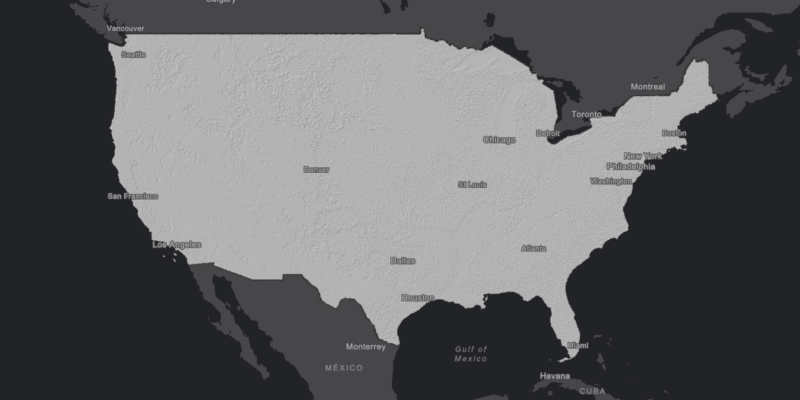 Calgary
Vancouver
Seattle
Montreal
Toronto
Detroit
Boston
Chicago
New York
Philadelphia
Denver
Washington
St Louis
San Francisco
Los Angeles
Atlanta
Dallas
Houston
Monterrey
Miami
Gulf of
Mexico
MÉXICO
Havana
CUBA